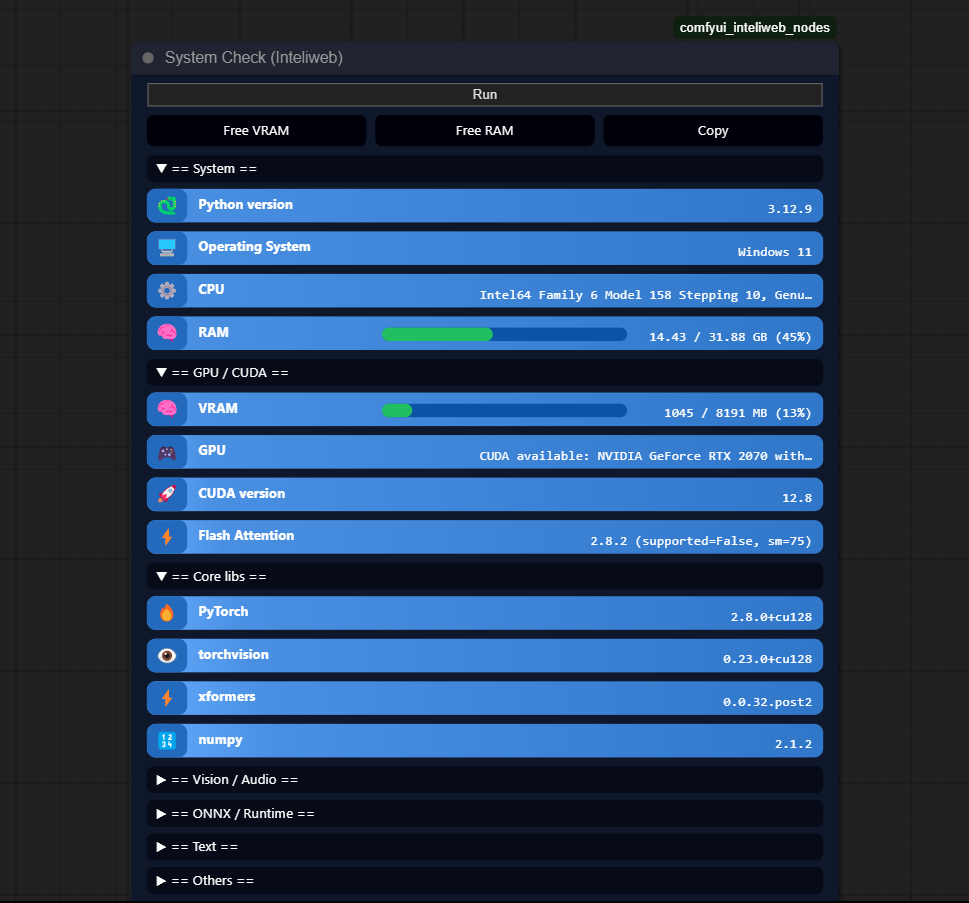 comfyui_inteliweb_nodes
System Check (Inteliweb)
Run
Free VRAM Free RAM Copy
▼ == System ==
Python version 3.12.9
Operating System Windows 11
CPU Intel64 Family 6 Model 158 Stepping 10, Genu…
RAM 14.43 / 31.88 GB (45%)
▼ == GPU / CUDA ==
VRAM 1045 / 8191 MB (13%)
GPU CUDA available: NVIDIA GeForce RTX 2070 with…
CUDA version 12.8
Flash Attention 2.8.2 (supported=False, sm=75)
▼ == Core libs ==
PyTorch 2.8.0+cu128
torchvision 0.23.0+cu128
xformers 0.0.32.post2
numpy 2.1.2
▶ == Vision / Audio ==
▶ == ONNX / Runtime ==
▶ == Text ==
▶ == Others ==